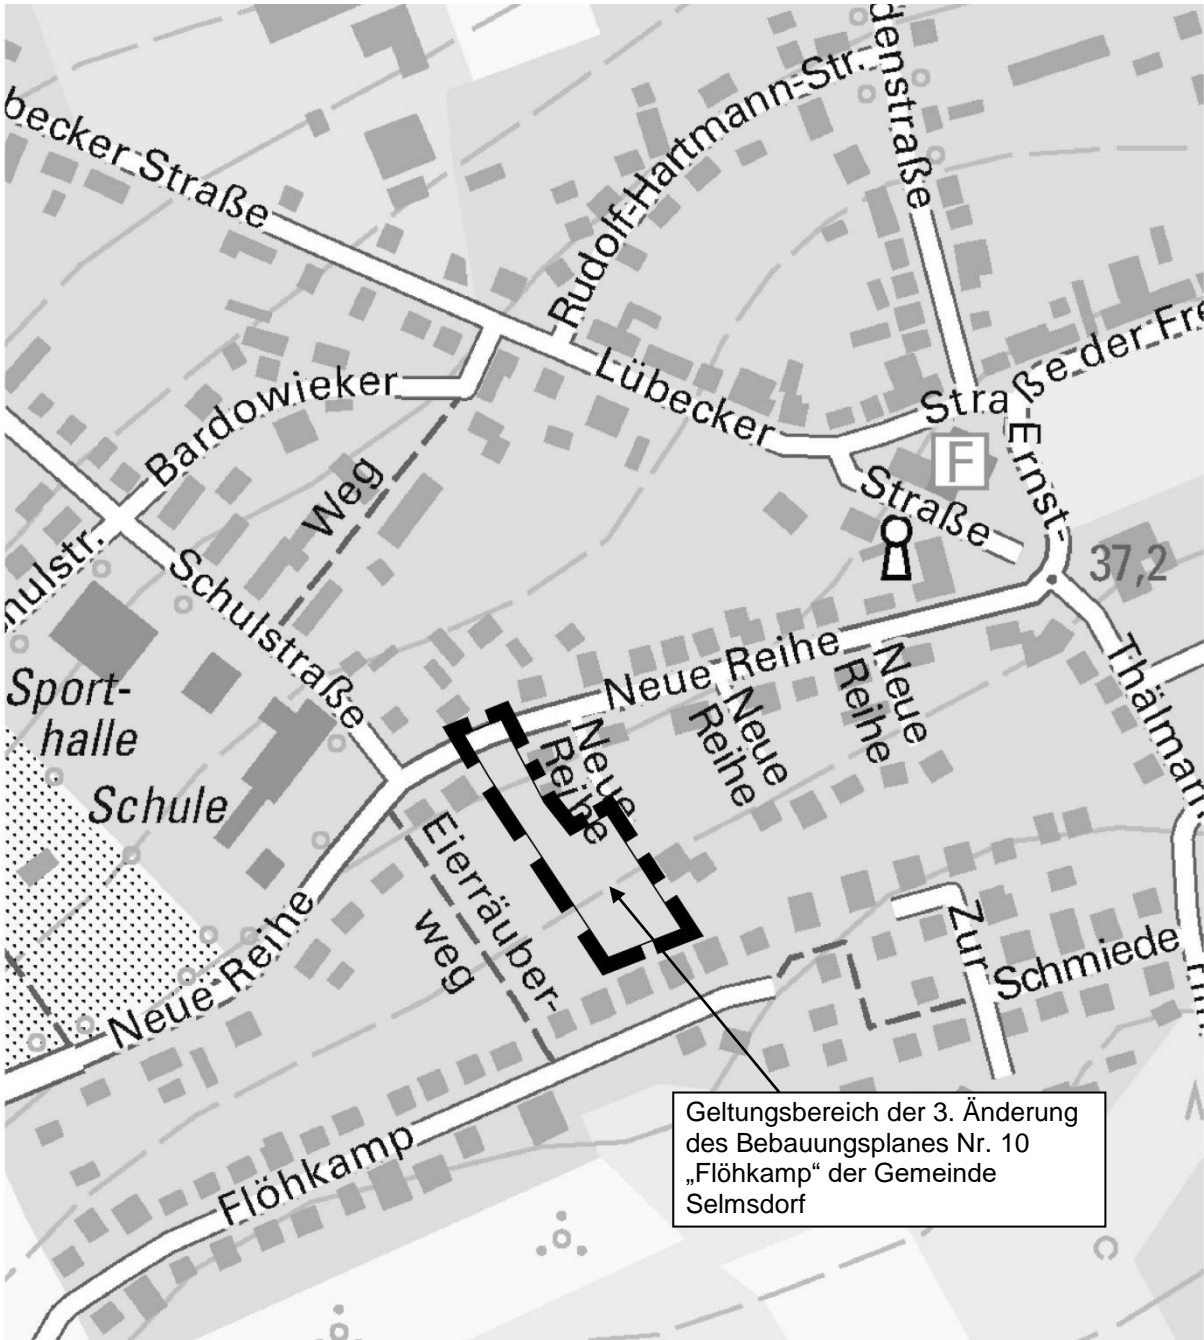 denstraße
Rudolf-Hartmann-Str.
becker Straße
Lübecker
Straße
Straße der Fre
F
Ernst-
Thälmann
37,2
Bardowieker
Weg
hulstr.
Schulstraße
Sport-
halle
Schule
Neue Reihe
Neue
Reihe
Neue
Reihe
Neue
Reihe
Eierräuber-
weg
Neue Reihe
Zur
Schmiede
Flöhkamp
Geltungsbereich der 3. Änderung
des Bebauungsplanes Nr. 10
„Flöhkamp“ der Gemeinde
Selmsdorf